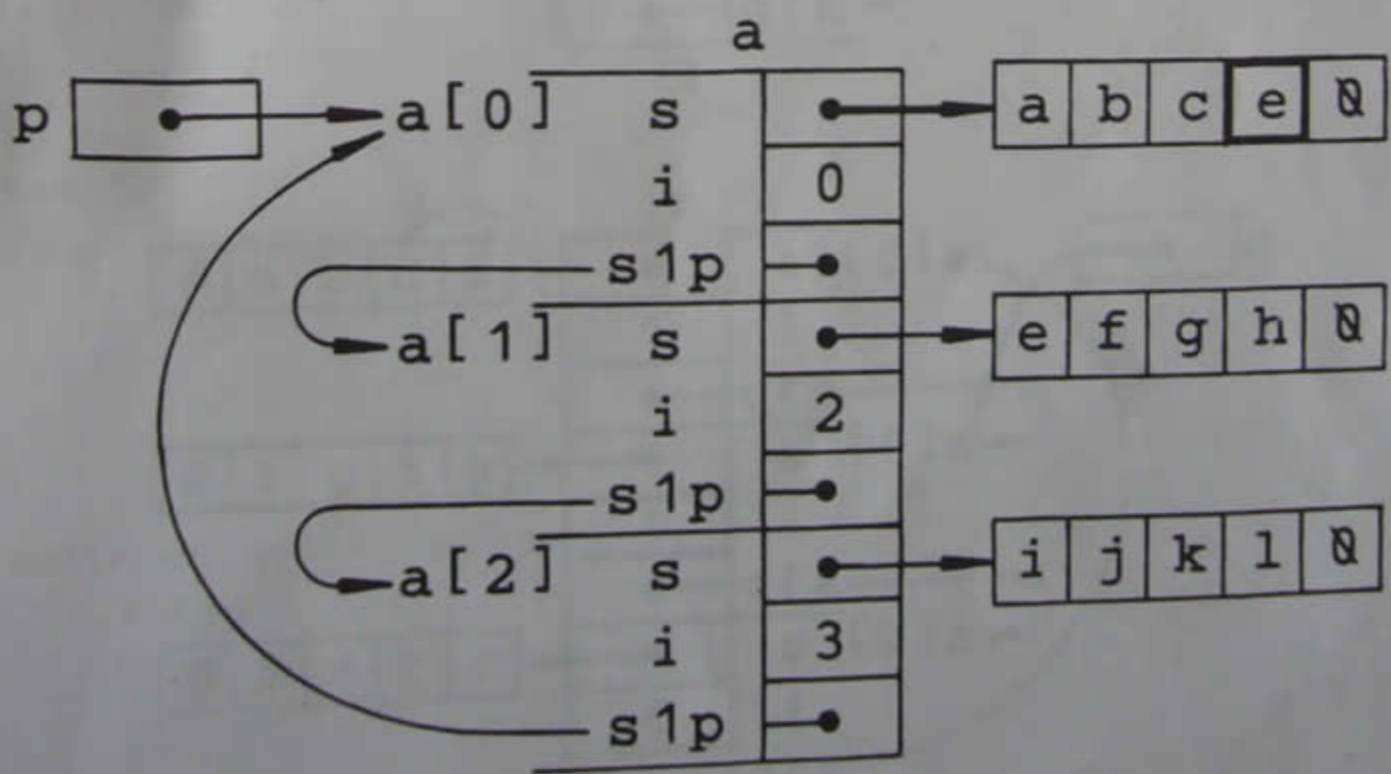 a
p a[0] s a b c e 0
i 0
s1p
a[1] s e f g h 0
i 2
s1p
a[2] s i j k l 0
i 3
s1p